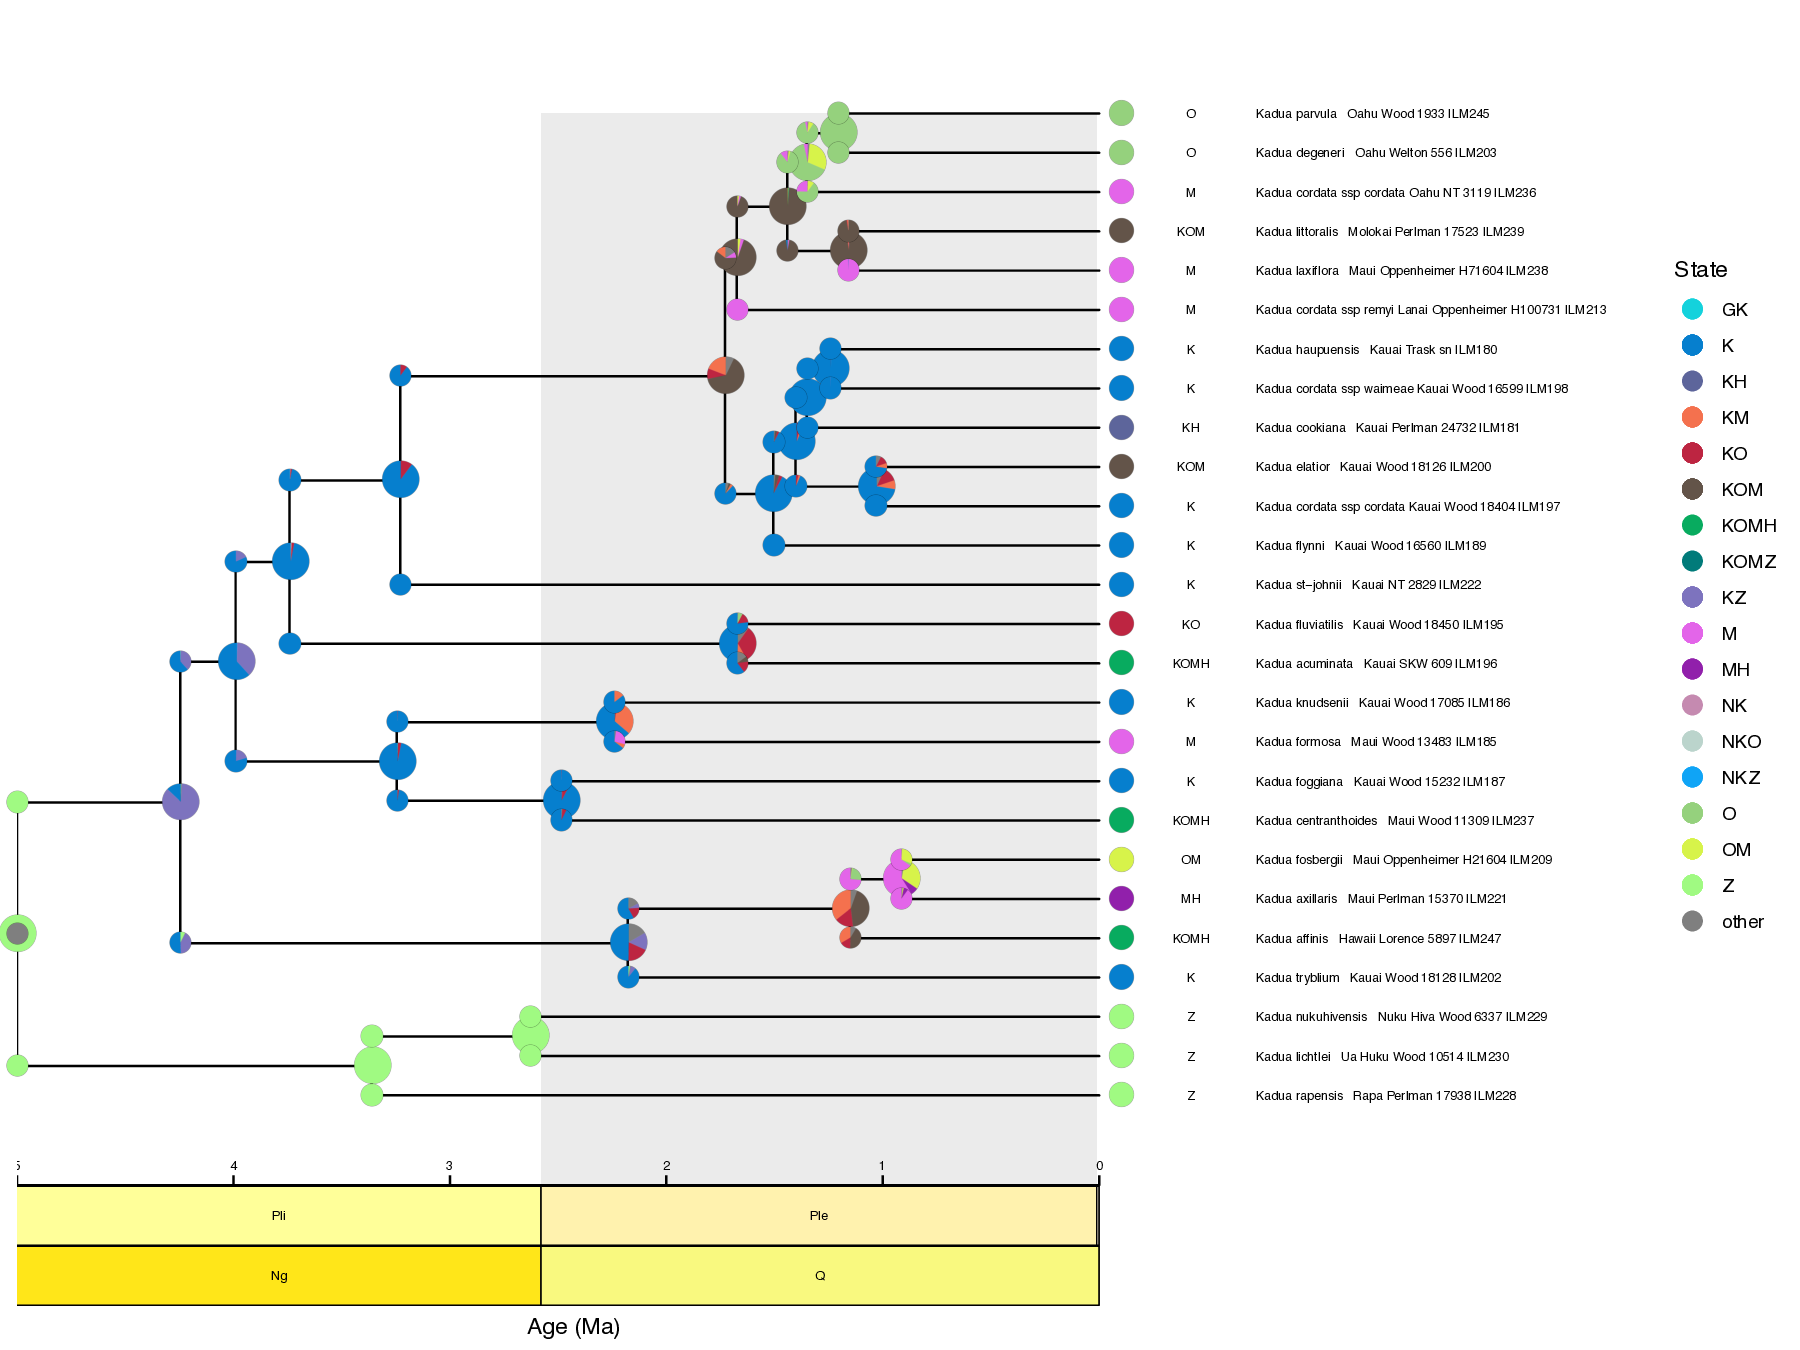 O Kadua parvula Oahu Wood 1933 ILM245
O Kadua degeneri Oahu Welton 556 ILM203
M Kadua cordata ssp cordata Oahu NT 3119 ILM236
KOM Kadua littoralis Molokai Perlman 17523 ILM239
M Kadua laxiflora Maui Oppenheimer H71604 ILM238
M Kadua cordata ssp remyi Lanai Oppenheimer H100731 ILM213
K Kadua haupuensis Kauai Trask sn ILM180
K Kadua cordata ssp waimeae Kauai Wood 16599 ILM198
KH Kadua cookiana Kauai Perlman 24732 ILM181
KOM Kadua elatior Kauai Wood 18126 ILM200
K Kadua cordata ssp cordata Kauai Wood 18404 ILM197
K Kadua flynni Kauai Wood 16560 ILM189
K Kadua st-johnii Kauai NT 2829 ILM222
KO Kadua fluviatilis Kauai Wood 18450 ILM195
KOMH Kadua acuminata Kauai SKW 609 ILM196
K Kadua knudsenii Kauai Wood 17085 ILM186
M Kadua formosa Maui Wood 13483 ILM185
K Kadua foggiana Kauai Wood 15232 ILM187
KOMH Kadua centranthoides Maui Wood 11309 ILM237
OM Kadua fosbergii Maui Oppenheimer H21604 ILM209
MH Kadua axillaris Maui Perlman 15370 ILM221
KOMH Kadua affinis Hawaii Lorence 5897 ILM247
K Kadua tryblium Kauai Wood 18128 ILM202
Z Kadua nukuhivensis Nuku Hiva Wood 6337 ILM229
Z Kadua lichtlei Ua Huku Wood 10514 ILM230
Z Kadua rapensis Rapa Perlman 17938 ILM228
State
GK
K
KH
KM
KO
KOM
KOMH
KOMZ
KZ
M
MH
NK
NKO
NKZ
O
OM
Z
other
5 4 3 2 1 0
Pli Ple
Ng Q
Age (Ma)